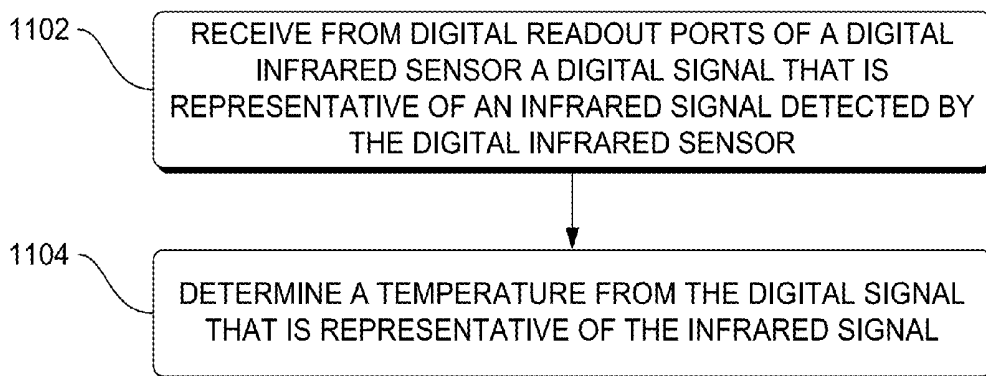 1102
RECEIVE FROM DIGITAL READOUT PORTS OF A DIGITAL
INFRARED SENSOR A DIGITAL SIGNAL THAT IS
REPRESENTATIVE OF AN INFRARED SIGNAL DETECTED BY
THE DIGITAL INFRARED SENSOR
1104
DETERMINE A TEMPERATURE FROM THE DIGITAL SIGNAL
THAT IS REPRESENTATIVE OF THE INFRARED SIGNAL